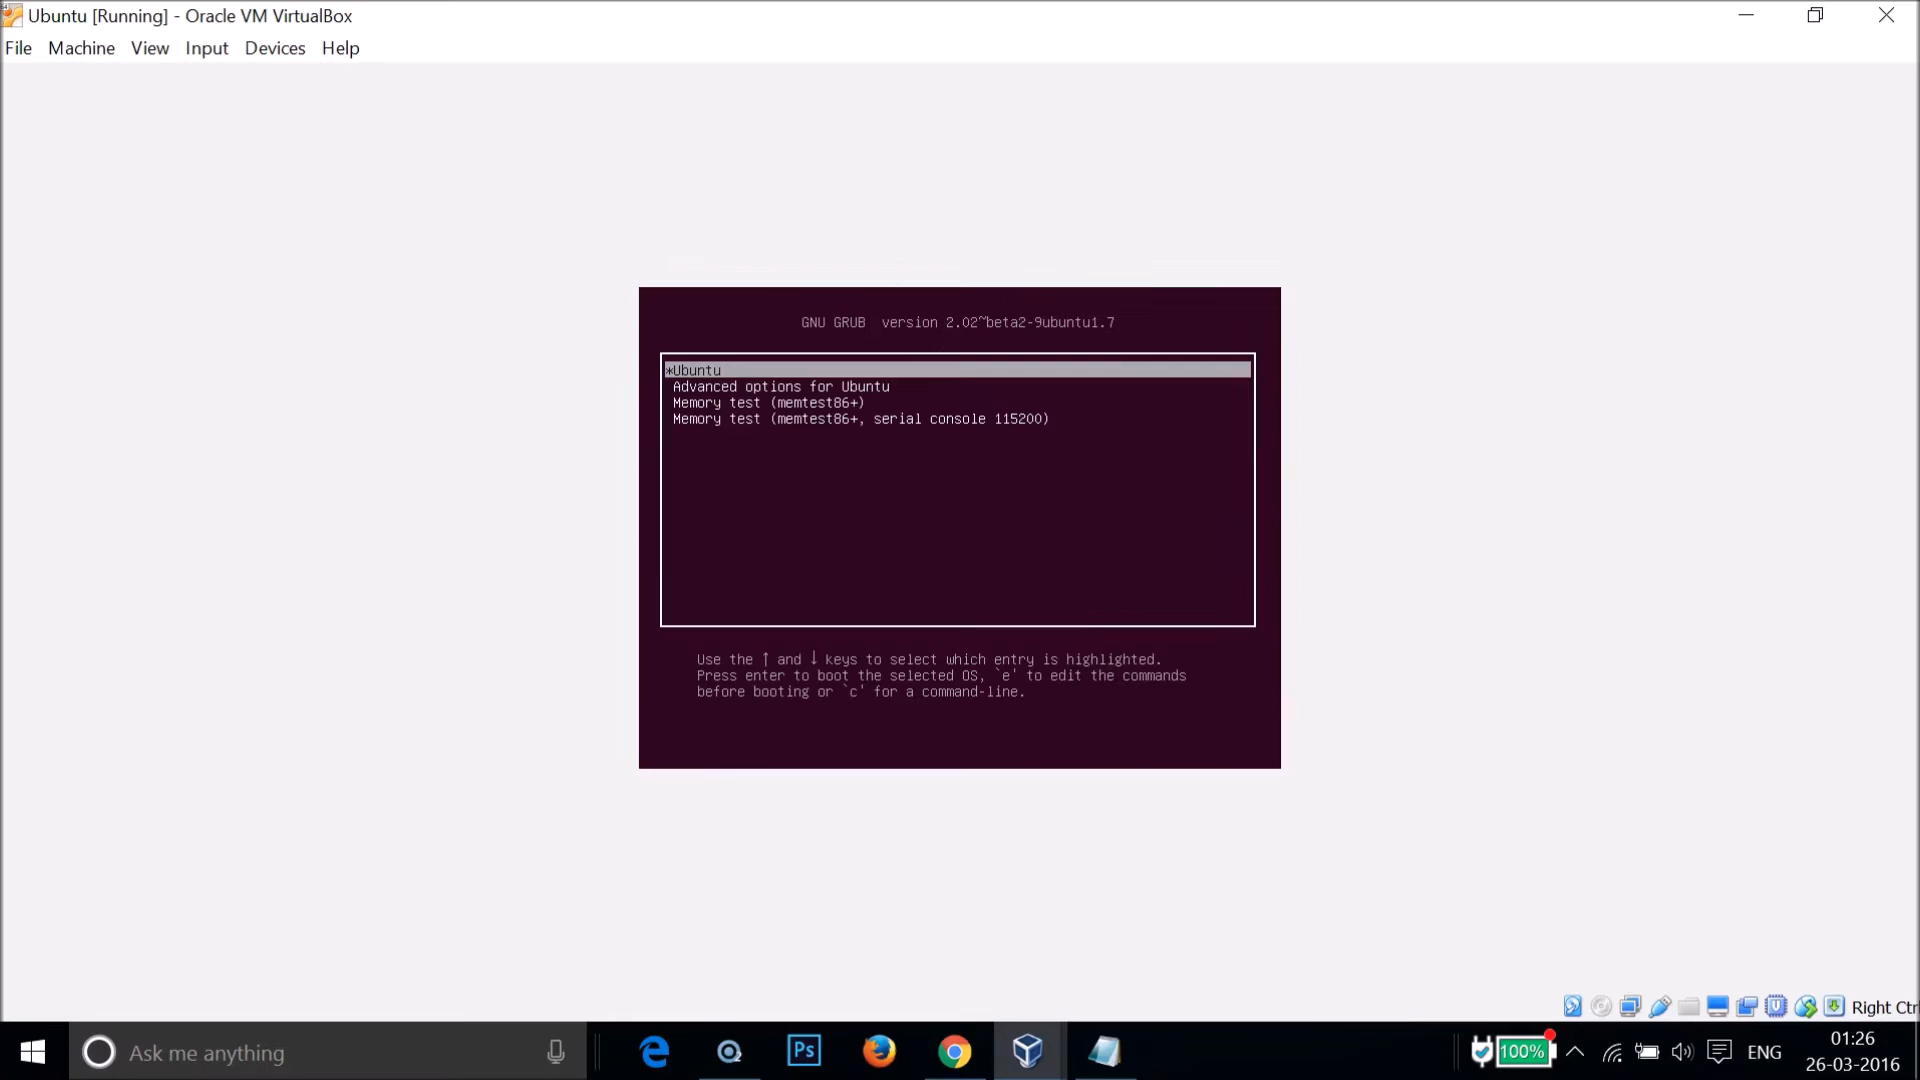 Ubuntu [Running] - Oracle VM VirtualBox
File Machine View Input Devices Help
GNU GRUB version 2.02~beta2-9ubuntu1.7
*Ubuntu
Advanced options for Ubuntu
Memory test (memtest86+)
Memory test (memtest86+, serial console 115200)
Use the ↑ and ↓ keys to select which entry is highlighted.
Press enter to boot the selected OS, `e' to edit the commands
before booting or `c' for a command-line.
Right Ctr
Ask me anything
Ps
100%
ENG
01:26
26-03-2016